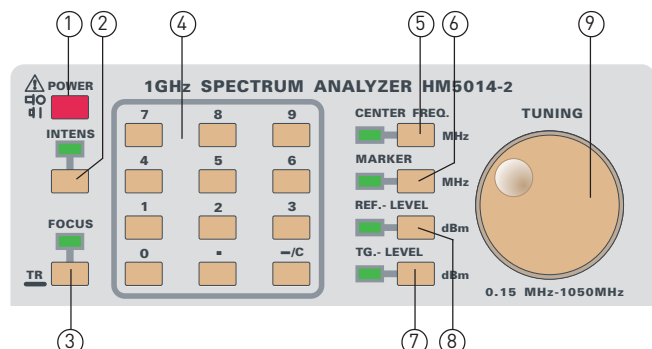 1 2 4 5 6 9
POWER
1GHz SPECTRUM ANALYZER HM5014-2
INTENS
7 8 9
4 5 6
1 2 3
0 . –/C
FOCUS
TR
CENTER FREQ.
MHz
MARKER
MHz
REF.- LEVEL
dBm
TG.- LEVEL
dBm
TUNING
0.15 MHz-1050MHz
3 7 8